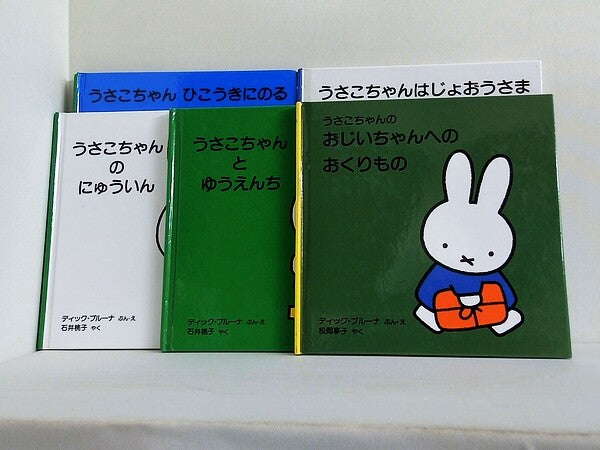 うさこちゃん ひこうきにのる
うさこちゃんはじょおうさま
うさこちゃん
の
にゅういん
ディック・ブルーナ ぶん・え
石井桃子 やく
うさこちゃん
と
ゆうえんち
ディック・ブルーナ ぶん・え
石井桃子 やく
うさこちゃんの
おじいちゃんへの
おくりもの
ディック・ブルーナ ぶん・え
松岡享子 やく